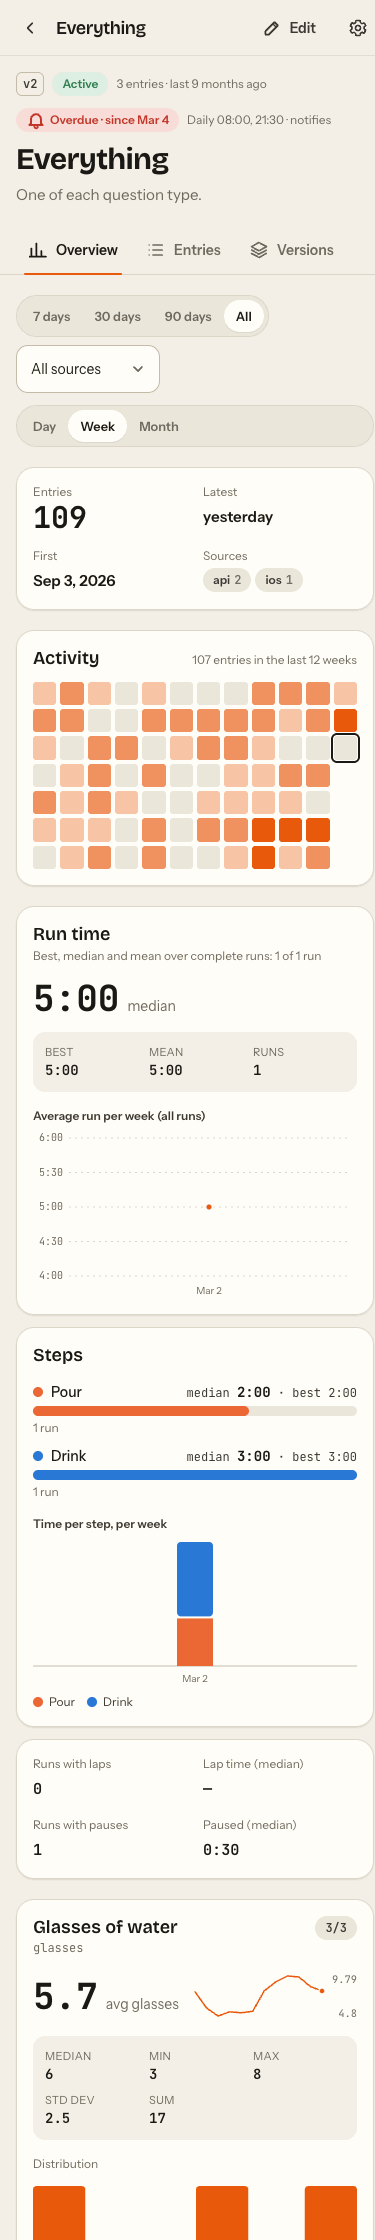 Everything
Edit
v2 Active 3 entries · last 9 months ago
Overdue · since Mar 4 Daily 08:00, 21:30 · notifies
Everything
One of each question type.
Overview Entries Versions
7 days 30 days 90 days All
All sources
Day Week Month
Entries Latest
109 yesterday
First Sources
Sep 3, 2026 api 2 ios 1
Activity 107 entries in the last 12 weeks
Run time
Best, median and mean over complete runs: 1 of 1 run
5:00 median
BEST MEAN RUNS
5:00 5:00 1
Average run per week (all runs)
6:00
5:30
5:00
4:30
4:00
Mar 2
Steps
Pour median 2:00 · best 2:00
1 run
Drink median 3:00 · best 3:00
1 run
Time per step, per week
Mar 2
Pour Drink
Runs with laps Lap time (median)
0 —
Runs with pauses Paused (median)
1 0:30
Glasses of water 3/3
glasses
5.7 avg glasses
9.79
4.8
MEDIAN MIN MAX
6 3 8
STD DEV SUM
2.5 17
Distribution